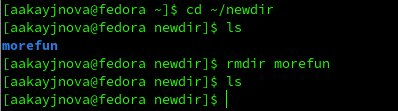 [aakayjnova@fedora ~]$ cd ~/newdir
[aakayjnova@fedora newdir]$ ls
morefun
[aakayjnova@fedora newdir]$ rmdir morefun
[aakayjnova@fedora newdir]$ ls
[aakayjnova@fedora newdir]$